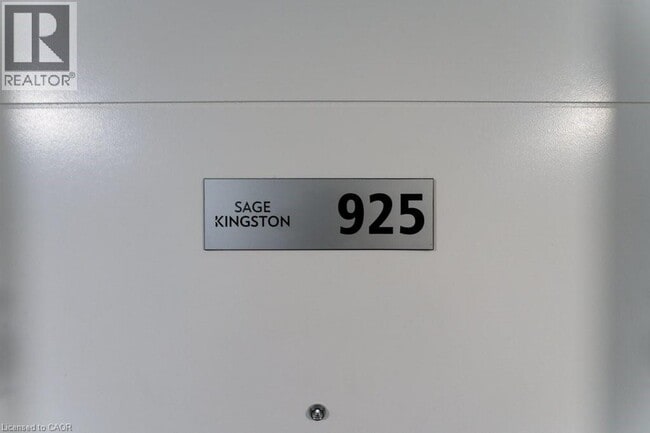 R
REALTOR®
SAGE
KINGSTON
925
Licensed to CAOR